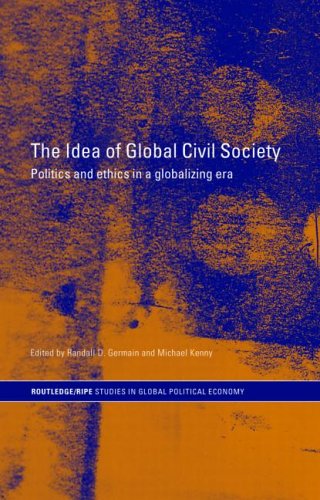 The Idea of Global Civil Society
Politics and ethics in a globalizing era
Edited by Randall D. Germain and Michael Kenny
ROUTLEDGE/RIPE STUDIES IN GLOBAL POLITICAL ECONOMY